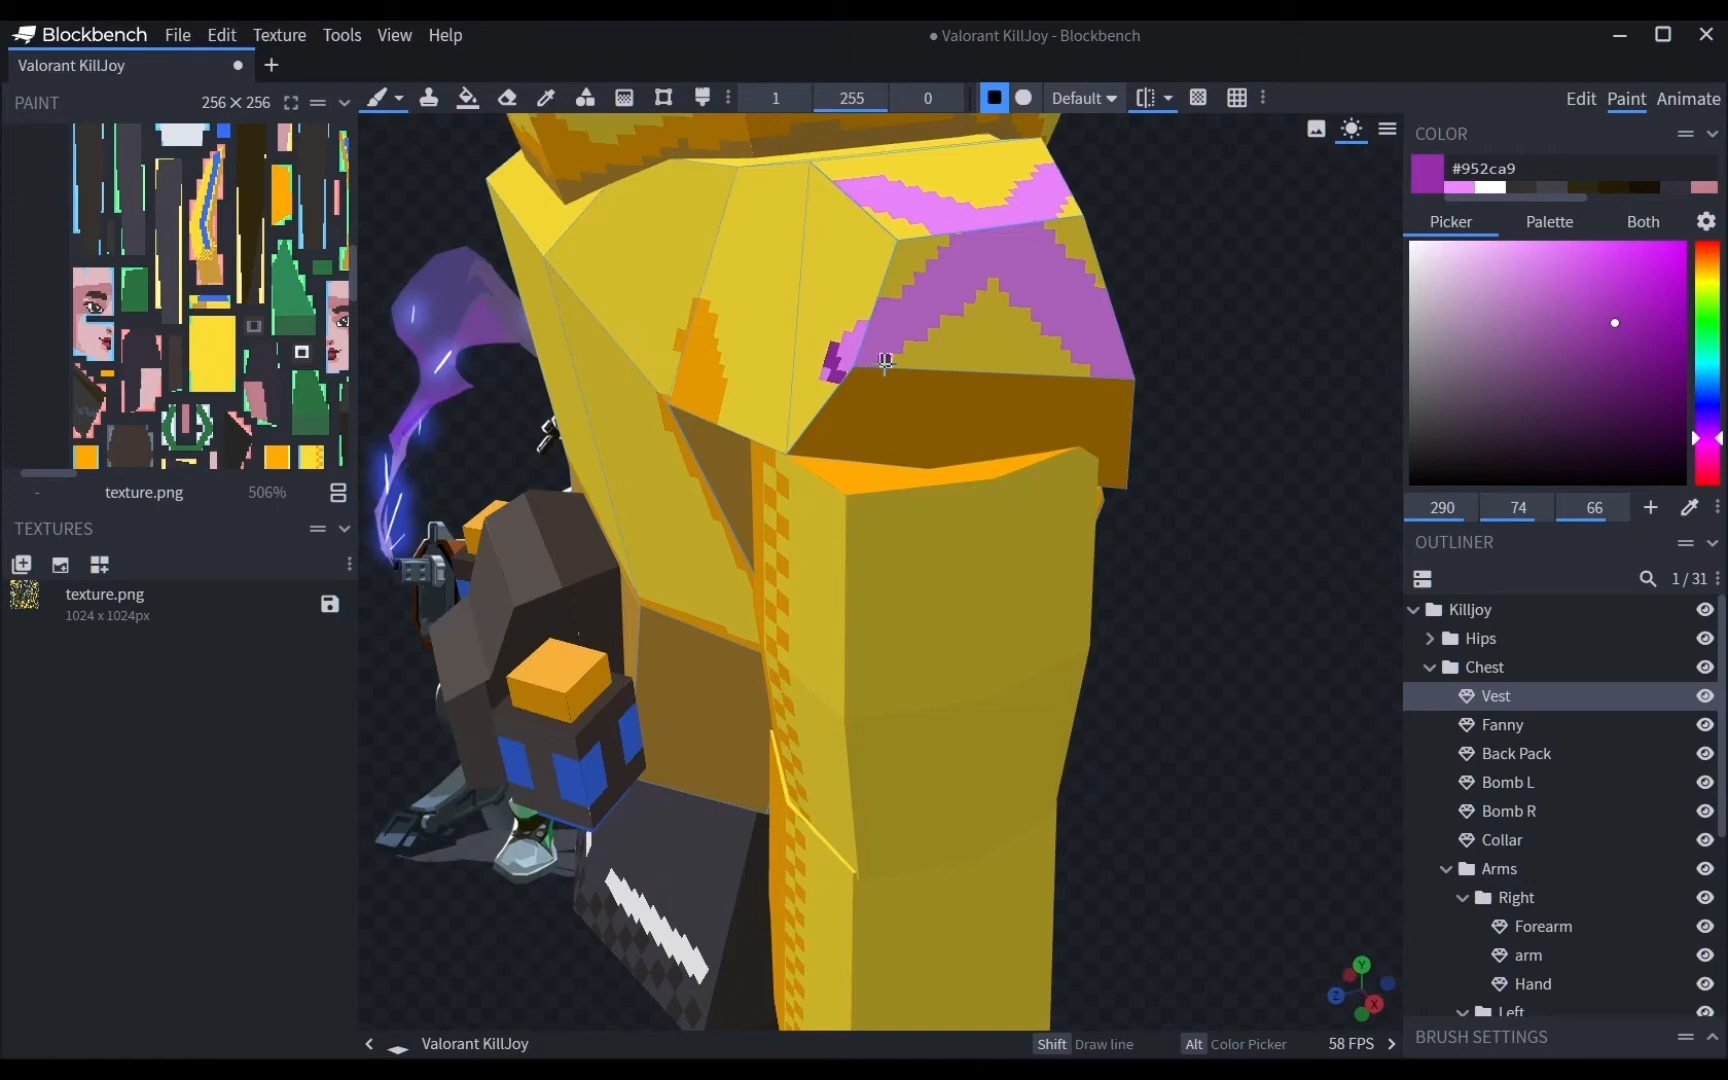 Blockbench File Edit Texture Tools View Help
Valorant KillJoy - Blockbench
Valorant KillJoy
PAINT 256 × 256
1 255 0 Default
Edit Paint Animate
COLOR
#952ca9
Picker Palette Both
290 74 66
- texture.png 506%
TEXTURES
texture.png
1024 x 1024px
OUTLINER
1 / 31
Killjoy
Hips
Chest
Vest
Fanny
Back Pack
Bomb L
Bomb R
Collar
Arms
Right
Forearm
arm
Hand
Left
BRUSH SETTINGS
Y
Z
X
Valorant KillJoy
Shift Draw line Alt Color Picker 58 FPS